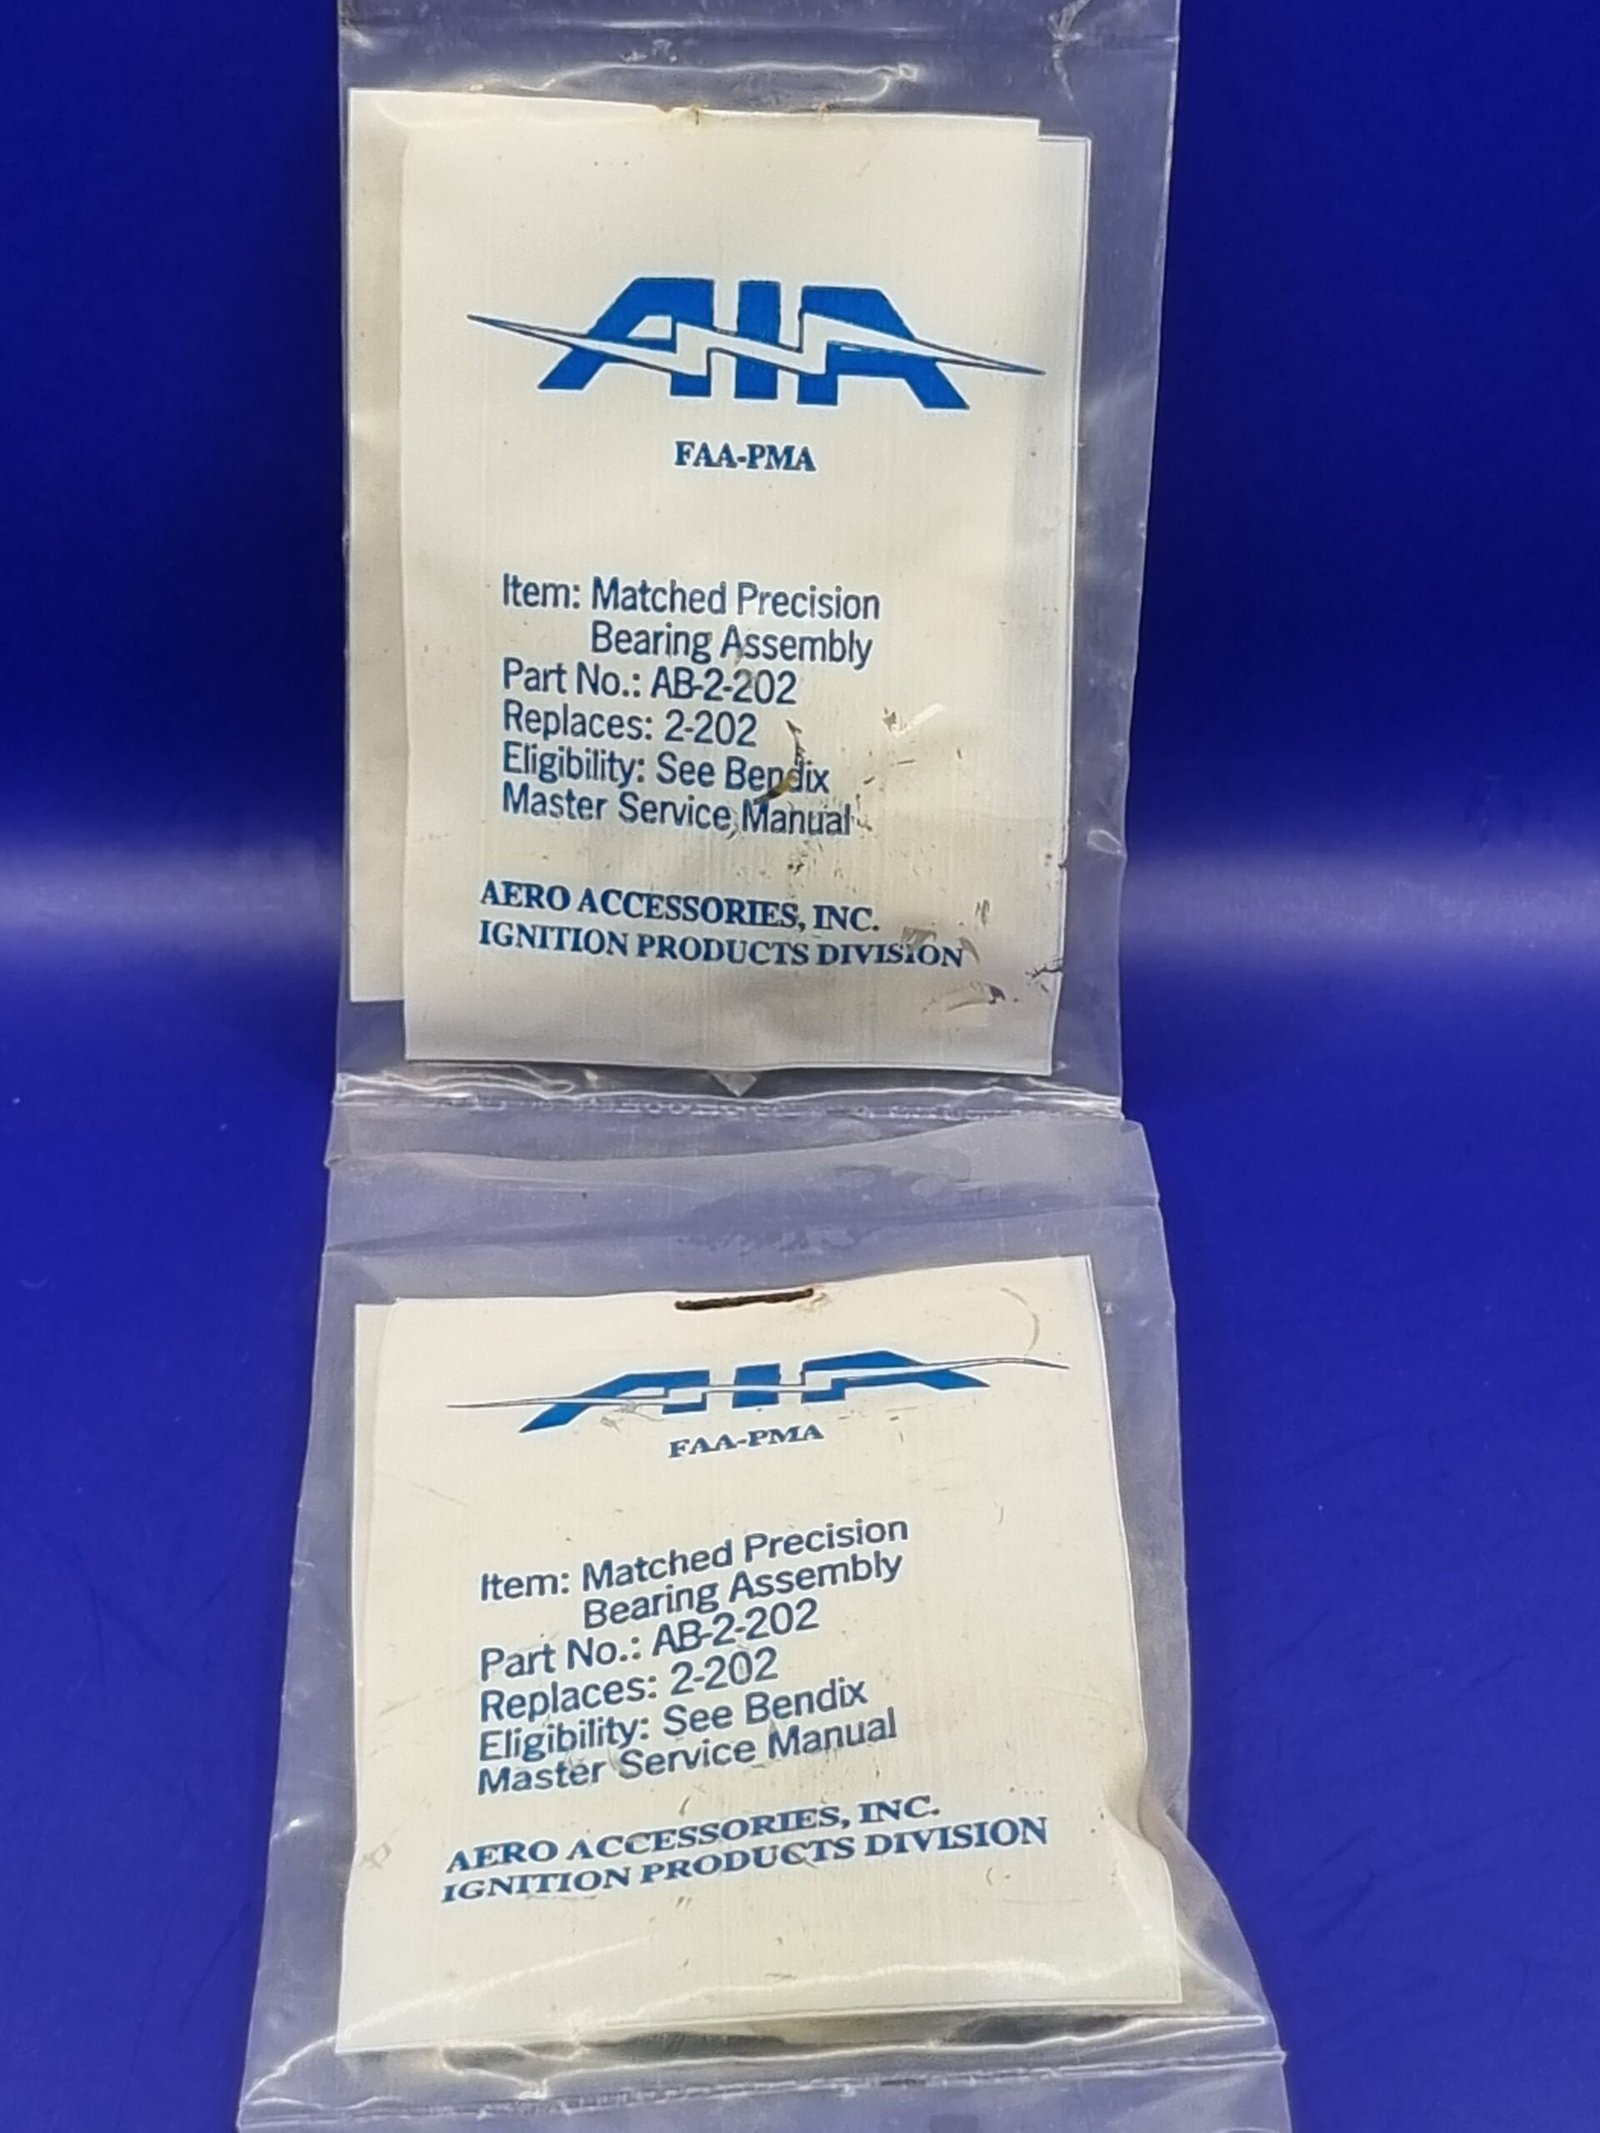 AIA
FAA-PMA
Item: Matched Precision
Bearing Assembly
Part No.: AB-2-202
Replaces: 2-202
Eligibility: See Bendix
Master Service Manual
AERO ACCESSORIES, INC.
IGNITION PRODUCTS DIVISION
AIA
FAA-PMA
Item: Matched Precision
Bearing Assembly
Part No.: AB-2-202
Replaces: 2-202
Eligibility: See Bendix
Master Service Manual
AERO ACCESSORIES, INC.
IGNITION PRODUCTS DIVISION